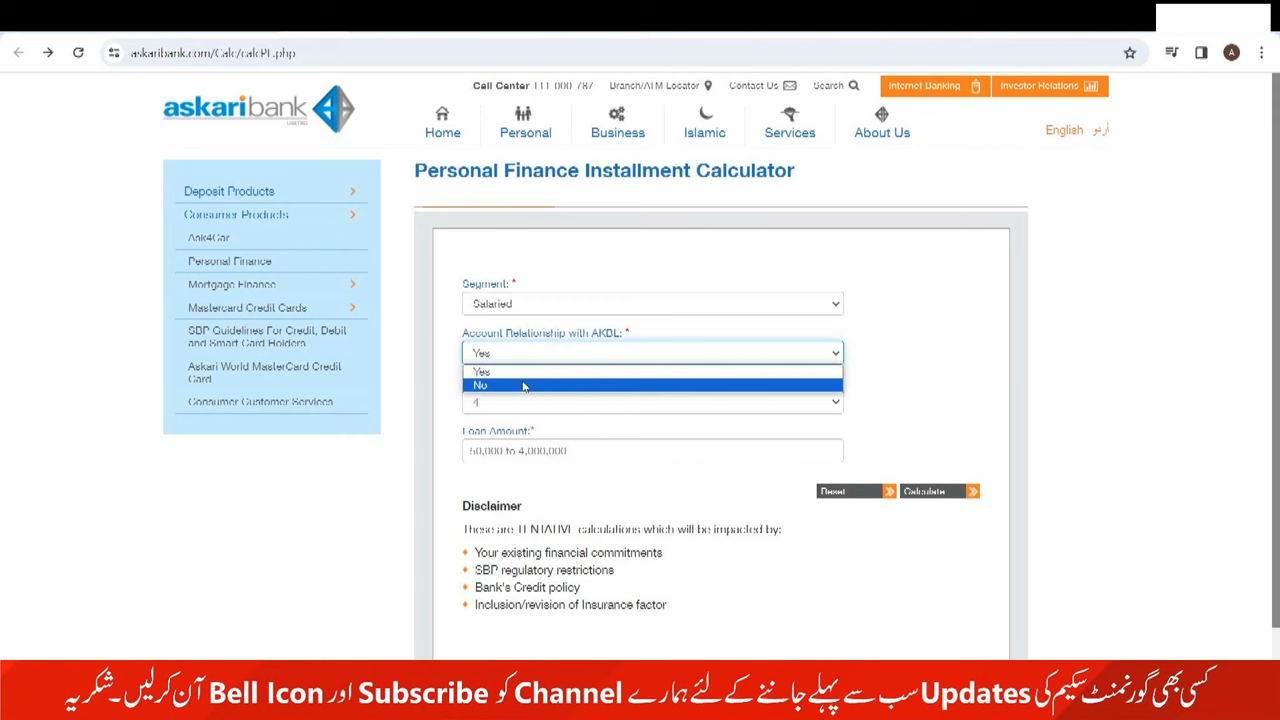 askaribank.com/Calc/calcPL.php
A
Call Center 111 000 787 Branch/ATM Locator Contact Us Search Internet Banking Investor Relations
askaribank
LIMITED
Home Personal Business Islamic Services About Us
English اُردو
Deposit Products
Consumer Products
Ask4Car
Personal Finance
Mortgage Finance
Mastercard Credit Cards
SBP Guidelines For Credit, Debit
and Smart Card Holders
Askari World MasterCard Credit
Card
Consumer Customer Services
Personal Finance Installment Calculator
Segment: *
Salaried
Account Relationship with AKBL: *
Yes
Yes
No
4
Loan Amount:*
50,000 to 4,000,000
Reset Calculate
Disclaimer
These are TENTATIVE calculations which will be impacted by:
Your existing financial commitments
SBP regulatory restrictions
Bank's Credit policy
Inclusion/revision of Insurance factor
کسی بھی گورنمنٹ سکیم کی Updates سب سے پہلے جاننے کے لئے ہمارے Channel کو Subscribe اور Bell Icon آن کرلیں۔ شکریہ